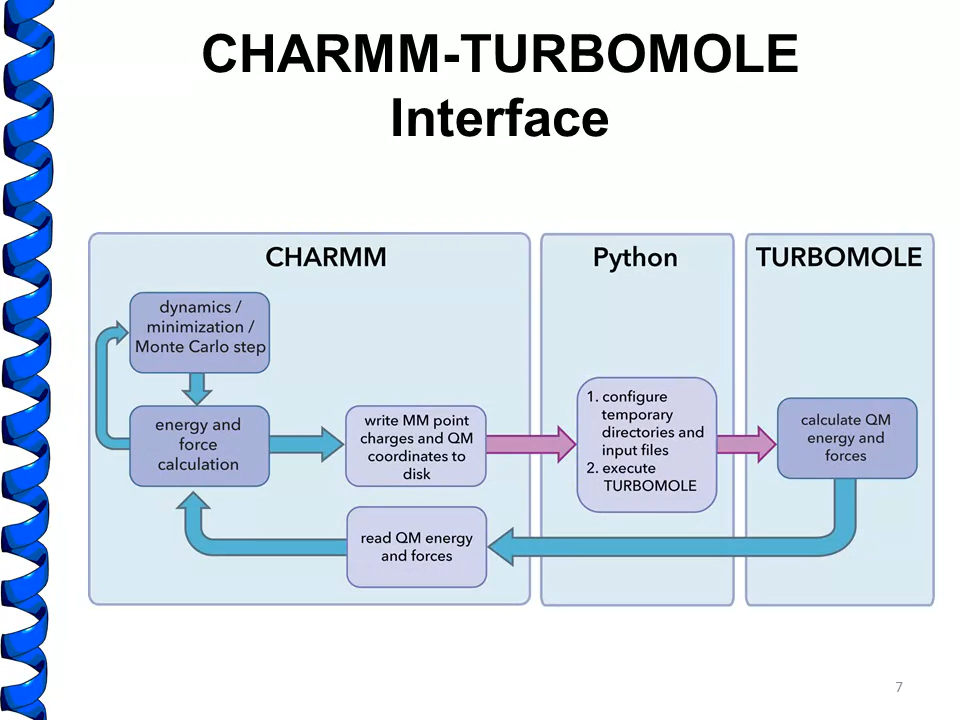 CHARMM-TURBOMOLE
Interface
CHARMM
dynamics /
minimization /
Monte Carlo step
energy and
force
calculation
write MM point
charges and QM
coordinates to
disk
read QM energy
and forces
Python
1. configure
temporary
directories and
input files
2. execute
TURBOMOLE
TURBOMOLE
calculate QM
energy and
forces
7